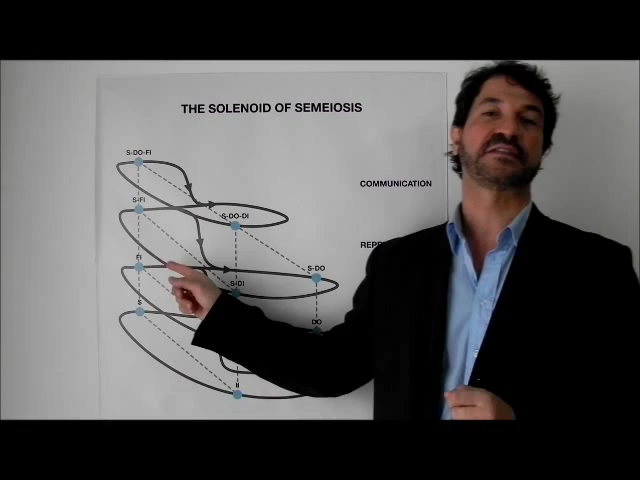 THE SOLENOID OF SEMEIOSIS
S-DO-FI
COMMUNICATION
S-FI
S-DO-DI
FI
S-DO
S-DI
S
DO
II